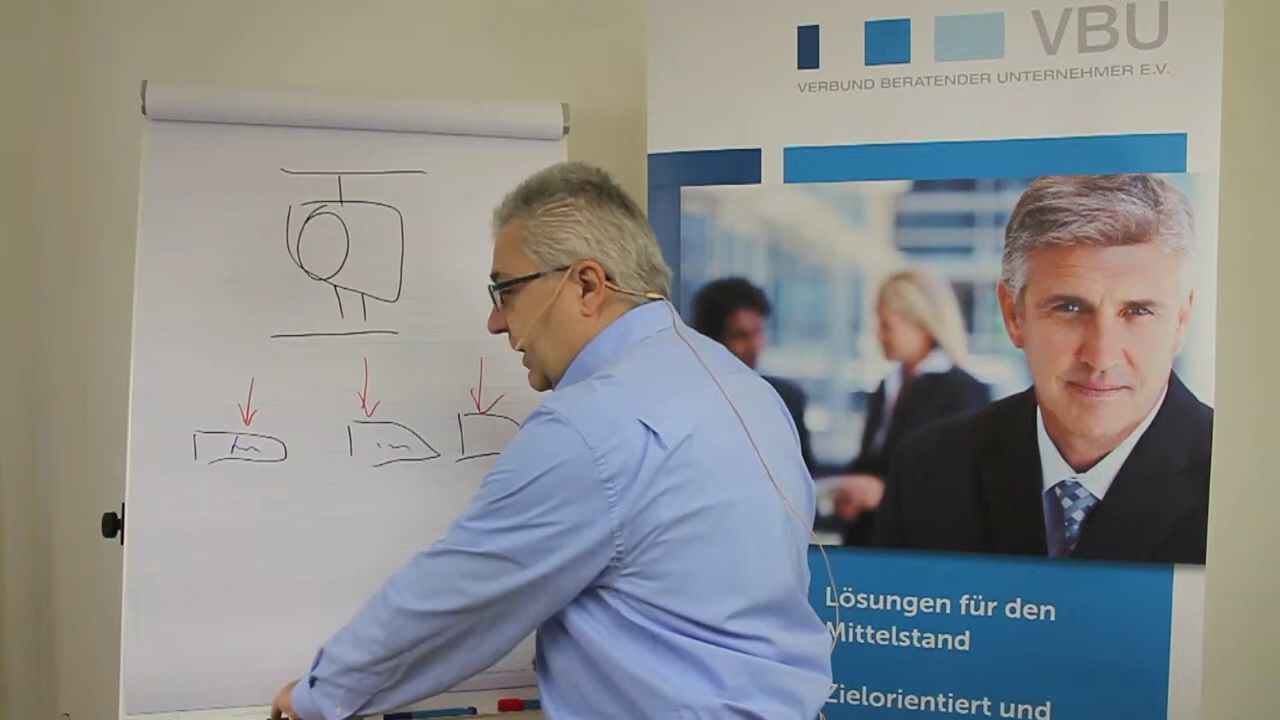 VBU
VERBUND BERATENDER UNTERNEHMER E.V.
Lösungen für den
Mittelstand
Zielorientiert und